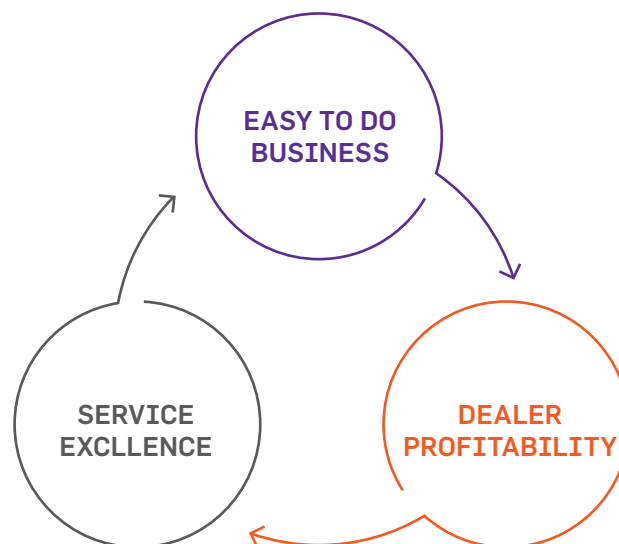 EASY TO DO
BUSINESS
SERVICE
EXCLLENCE
DEALER
PROFITABILITY